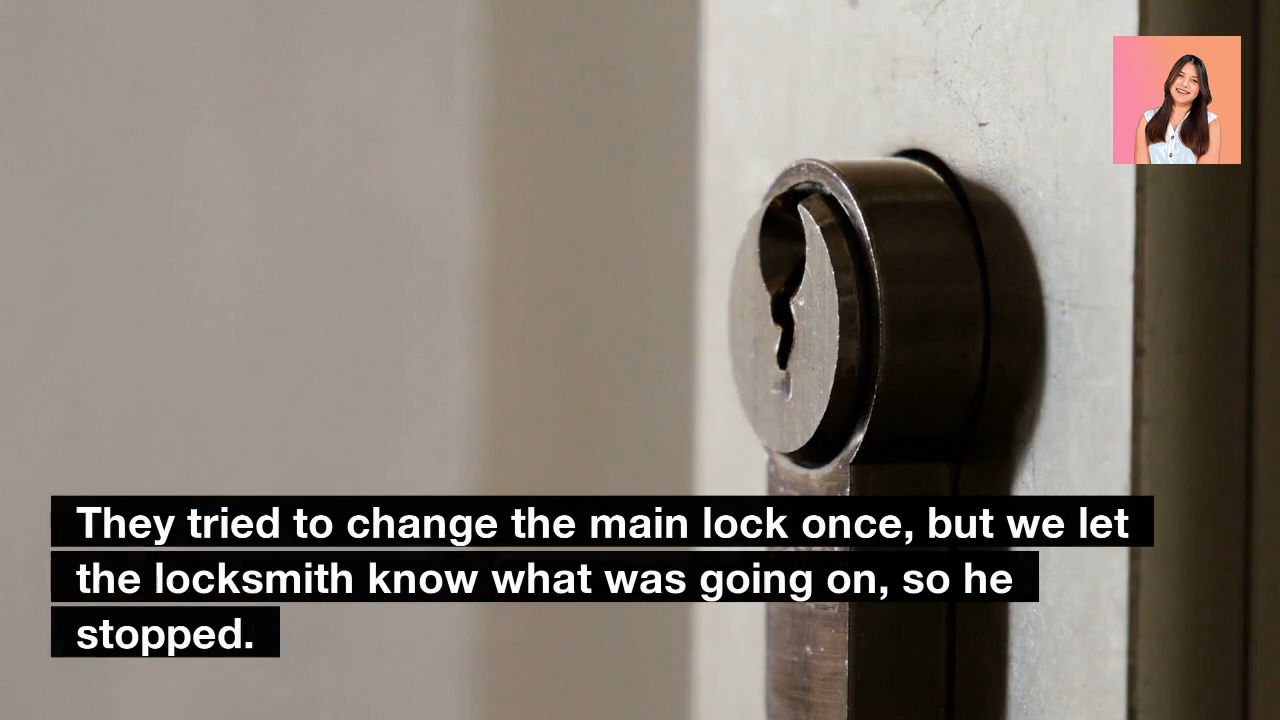 They tried to change the main lock once, but we let
the locksmith know what was going on, so he
stopped.